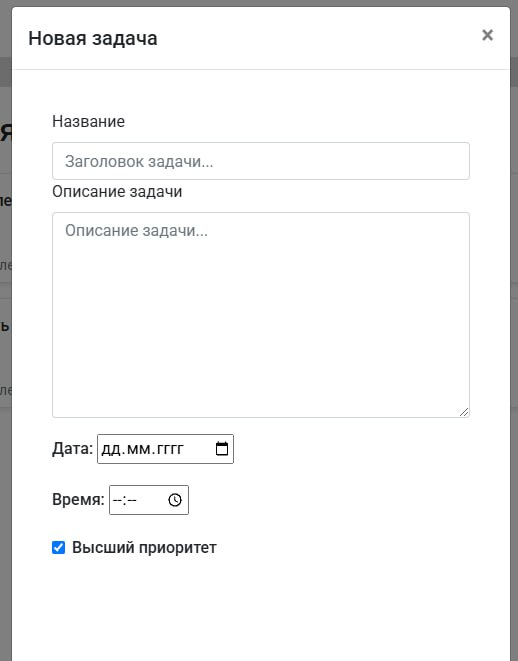 Новая задача ×
Название
Заголовок задачи...
Описание задачи
Описание задачи...
Дата: дд.мм.гггг
Время: --:--
Высший приоритет